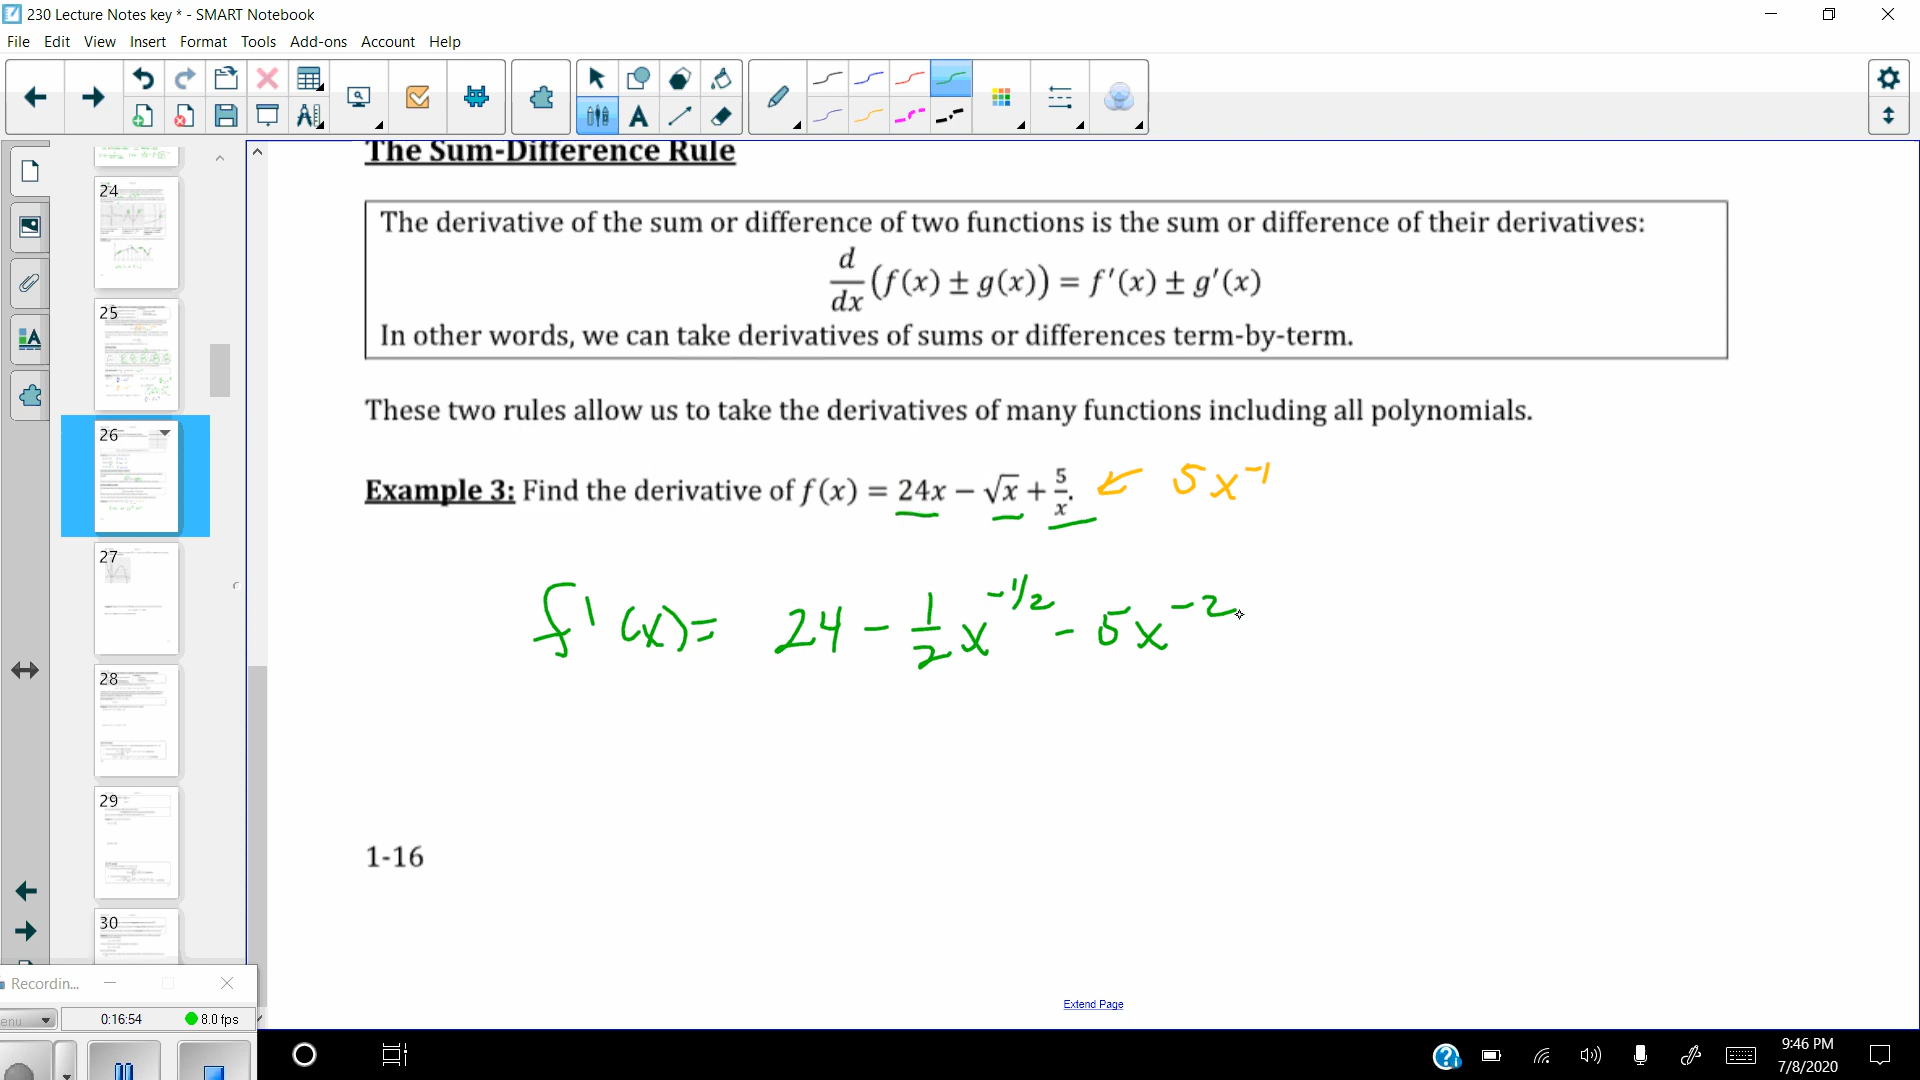 230 Lecture Notes key * - SMART Notebook
File Edit View Insert Format Tools Add-ons Account Help
The Sum-Difference Rule
The derivative of the sum or difference of two functions is the sum or difference of their derivatives:
d/dx (f(x) ± g(x)) = f′(x) ± g′(x)
In other words, we can take derivatives of sums or differences term-by-term.
These two rules allow us to take the derivatives of many functions including all polynomials.
Example 3: Find the derivative of f(x) = 24x − √x + 5/x. ← 5x⁻¹
f'(x) = 24 - 1/2 x^(-1/2) - 5x^(-2)
1-16
Extend Page
24
25
26
27
28
29
30
Recordin...
enu
0:16:54 8.0 fps
9:46 PM
7/8/2020